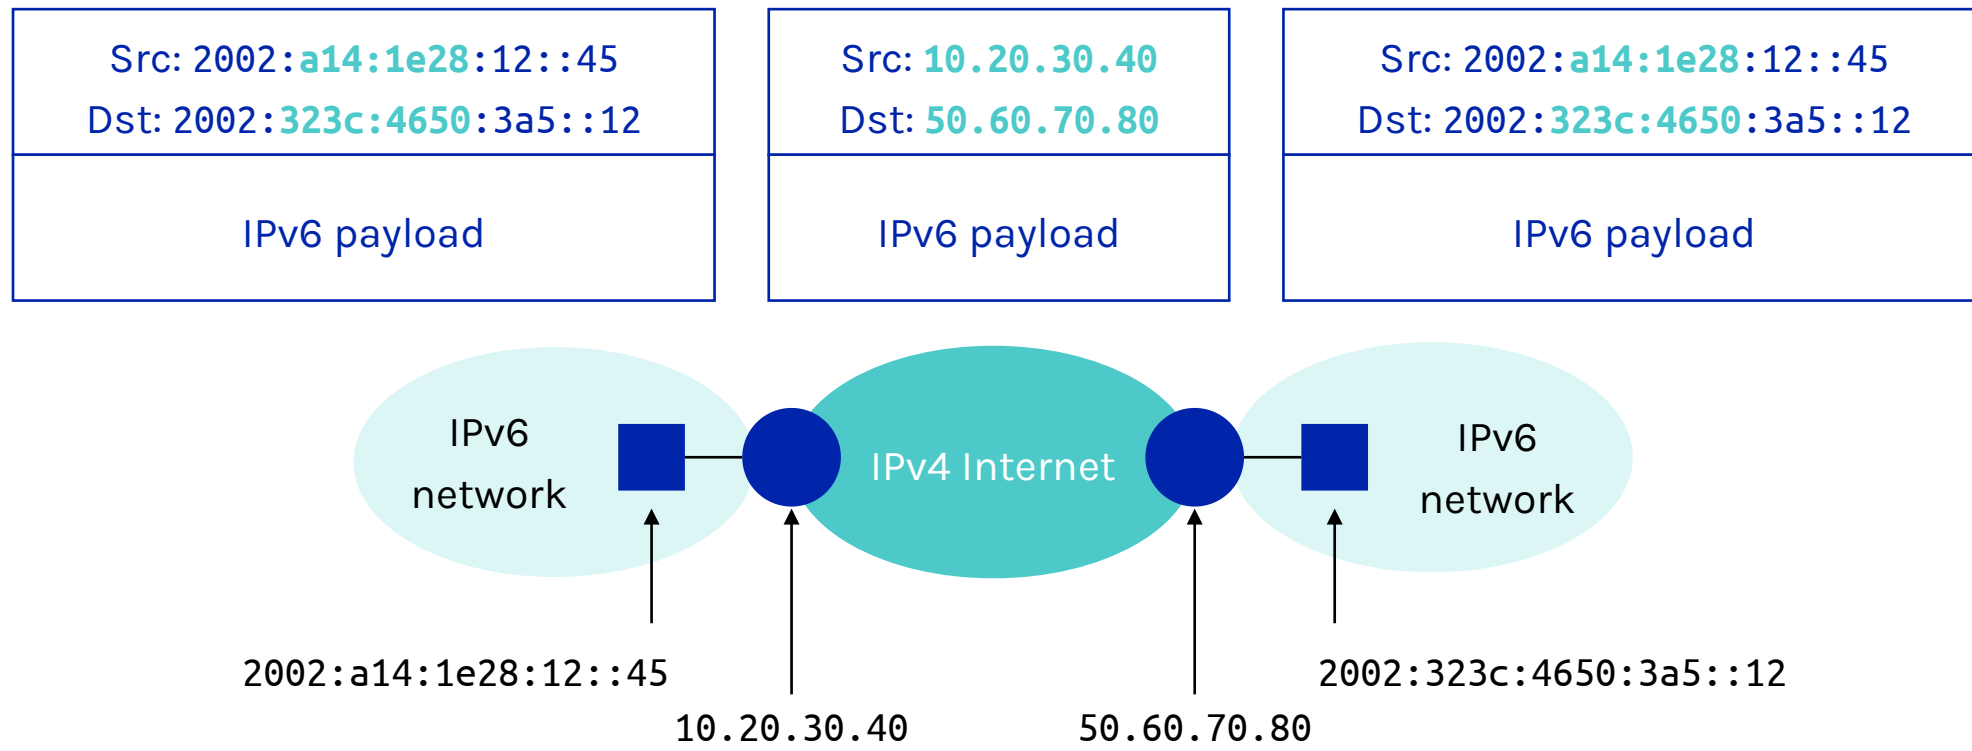 Src: 2002:a14:1e28:12::45
Dst: 2002:323c:4650:3a5::12
IPv6 payload
Src: 10.20.30.40
Dst: 50.60.70.80
IPv6 payload
Src: 2002:a14:1e28:12::45
Dst: 2002:323c:4650:3a5::12
IPv6 payload
IPv6
network
IPv4 Internet
IPv6
network
2002:a14:1e28:12::45
2002:323c:4650:3a5::12
10.20.30.40
50.60.70.80